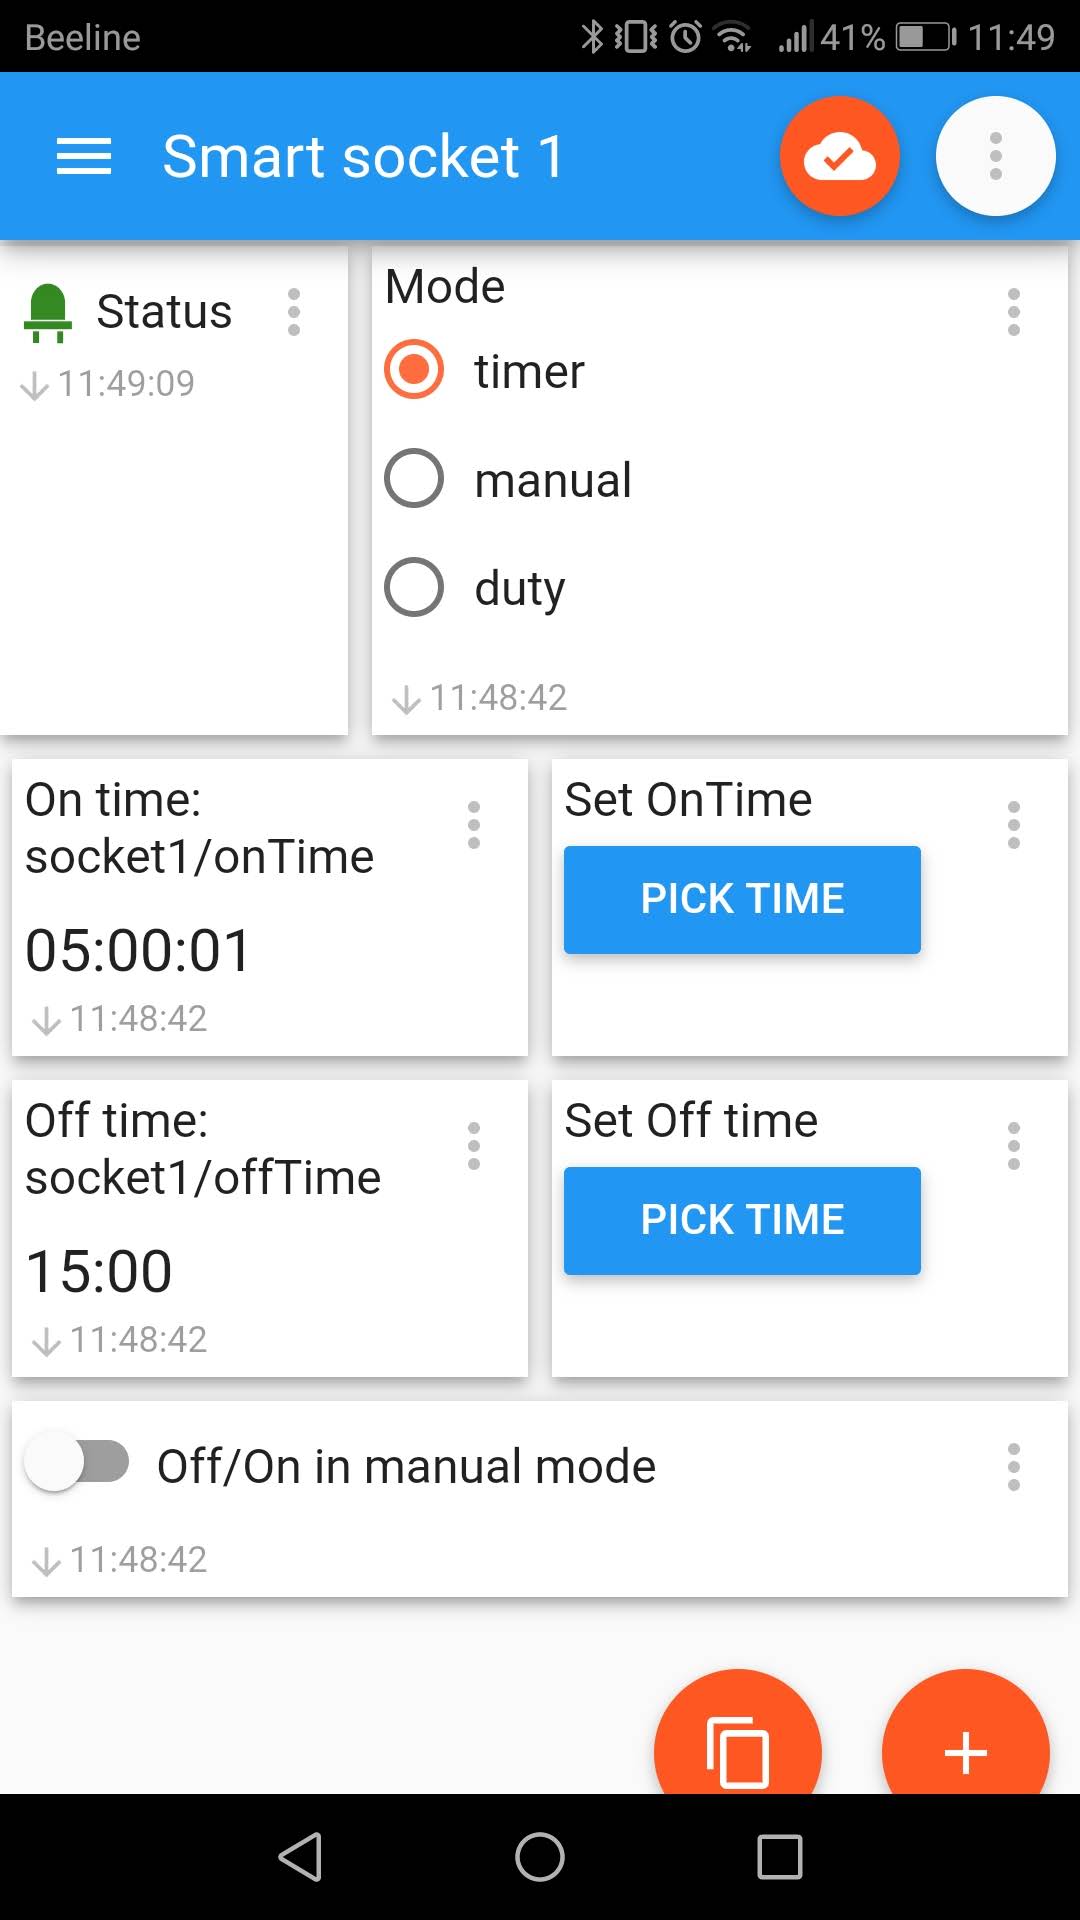 Beeline
41%
11:49
Smart socket 1
Status
11:49:09
Mode
timer
manual
duty
11:48:42
On time:
socket1/onTime
05:00:01
11:48:42
Set OnTime
PICK TIME
Off time:
socket1/offTime
15:00
11:48:42
Set Off time
PICK TIME
Off/On in manual mode
11:48:42